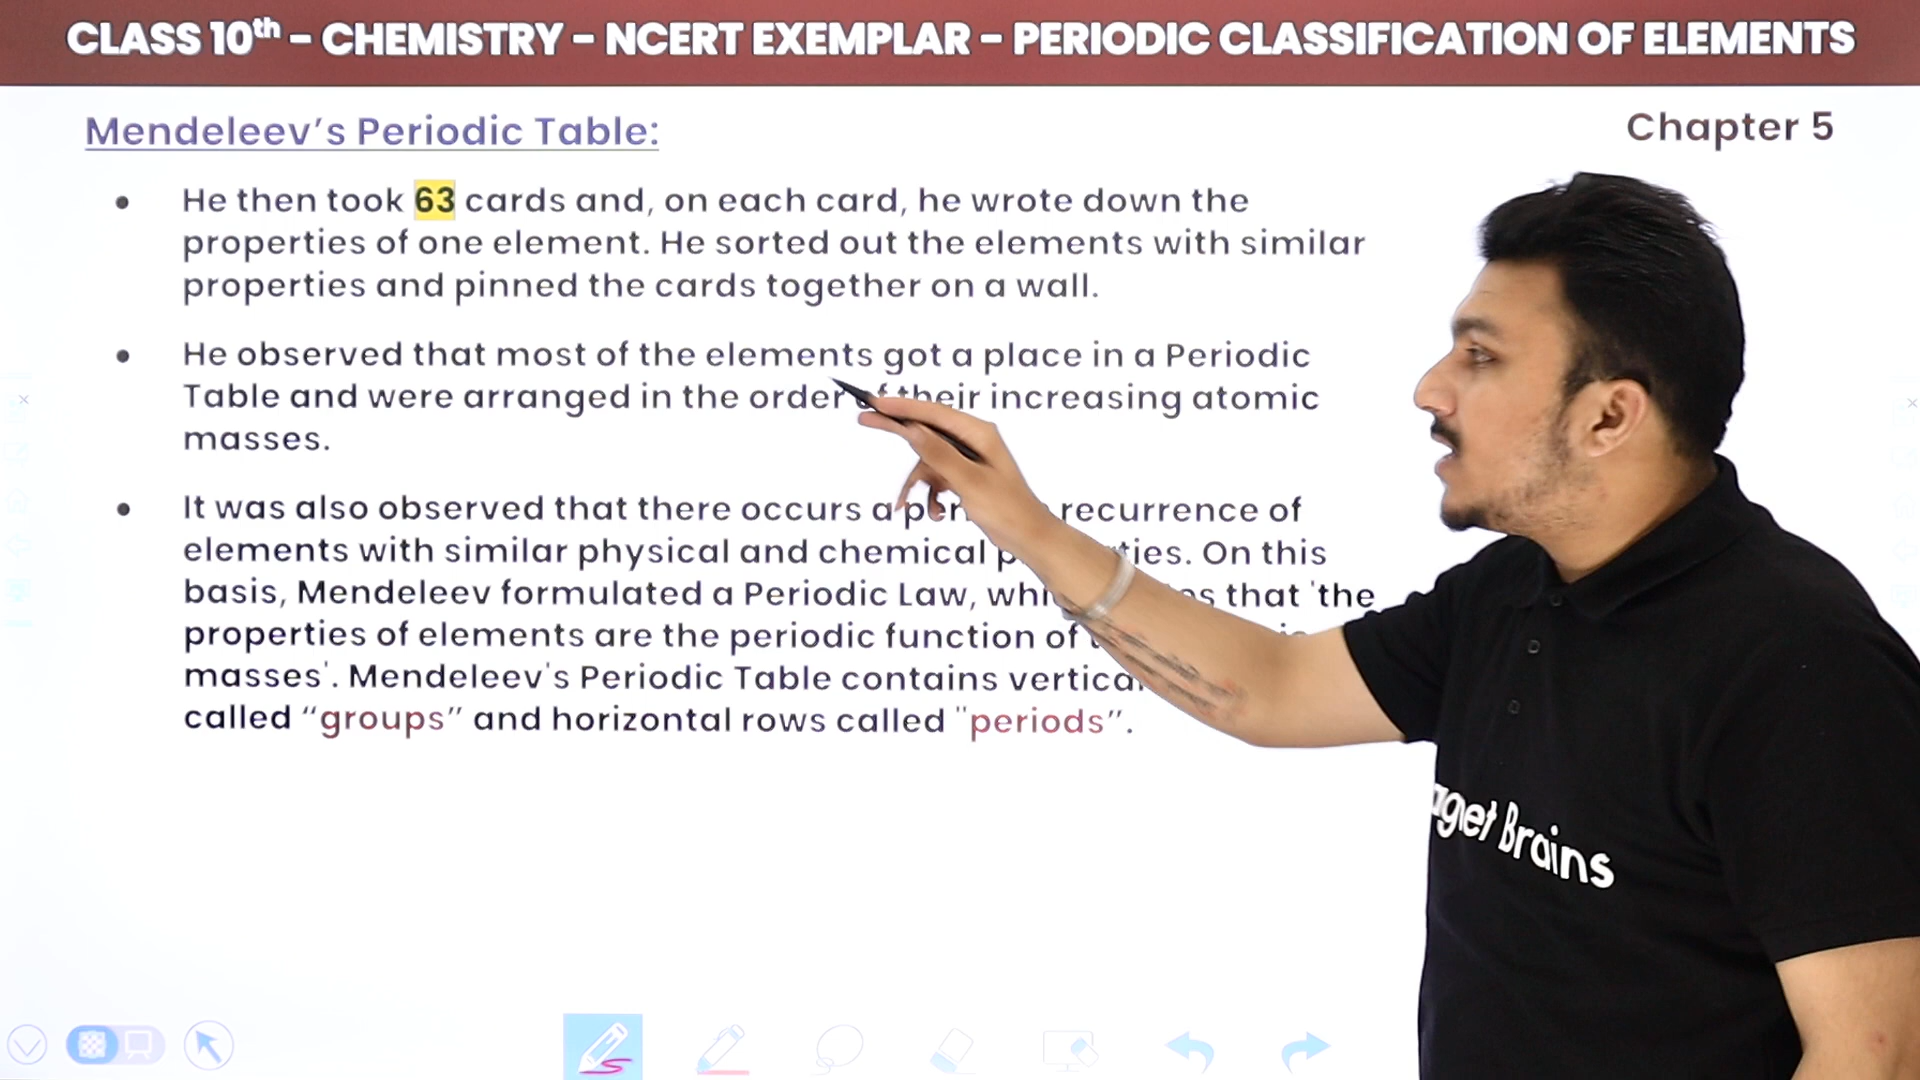 CLASS 10th – CHEMISTRY – NCERT EXEMPLAR – PERIODIC CLASSIFICATION OF ELEMENTS
Mendeleev's Periodic Table:
Chapter 5
• He then took 63 cards and, on each card, he wrote down the
properties of one element. He sorted out the elements with similar
properties and pinned the cards together on a wall.
• He observed that most of the elements got a place in a Periodic
Table and were arranged in the order of their increasing atomic
masses.
• It was also observed that there occurs a recurrence of
elements with similar physical and chemical On this
basis, Mendeleev formulated a Periodic Law, that 'the
properties of elements are the periodic function of
masses'. Mendeleev's Periodic Table contains
called “groups” and horizontal rows called "periods”.
Brains